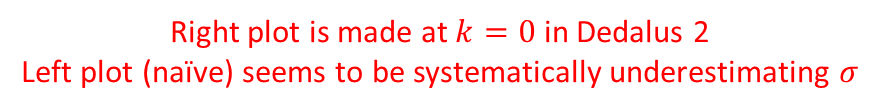 Right plot is made at k = 0 in Dedalus 2
Left plot (naïve) seems to be systematically underestimating σ